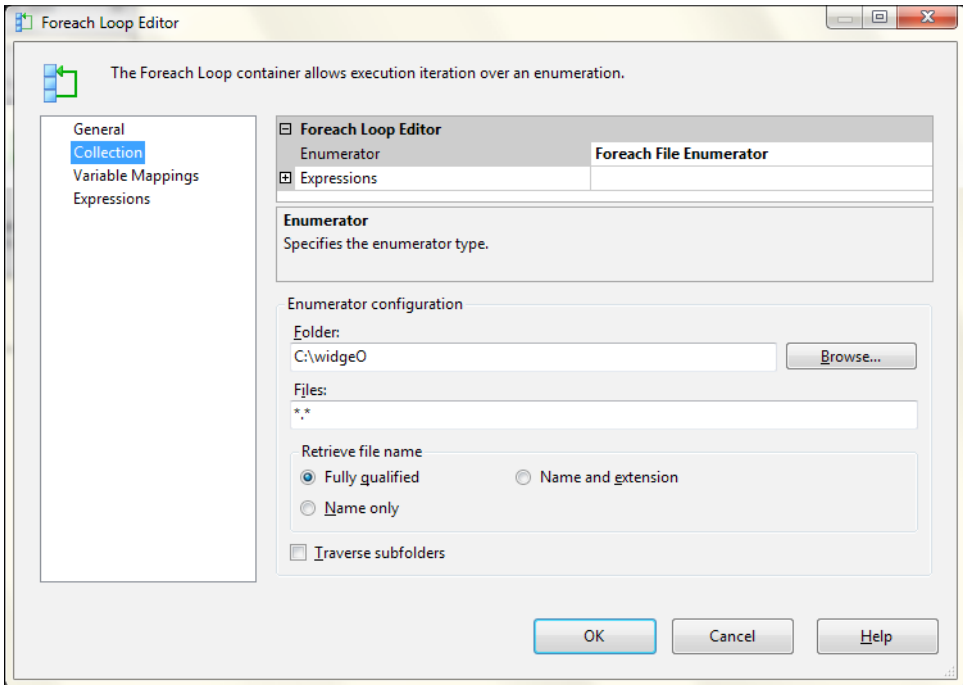 Foreach Loop Editor
The Foreach Loop container allows execution iteration over an enumeration.
General
Collection
Variable Mappings
Expressions
Foreach Loop Editor
Enumerator Foreach File Enumerator
Expressions
Enumerator
Specifies the enumerator type.
Enumerator configuration
Folder:
C:\widgeO
Browse...
Files:
*.*
Retrieve file name
Fully qualified Name and extension
Name only
Traverse subfolders
OK Cancel Help